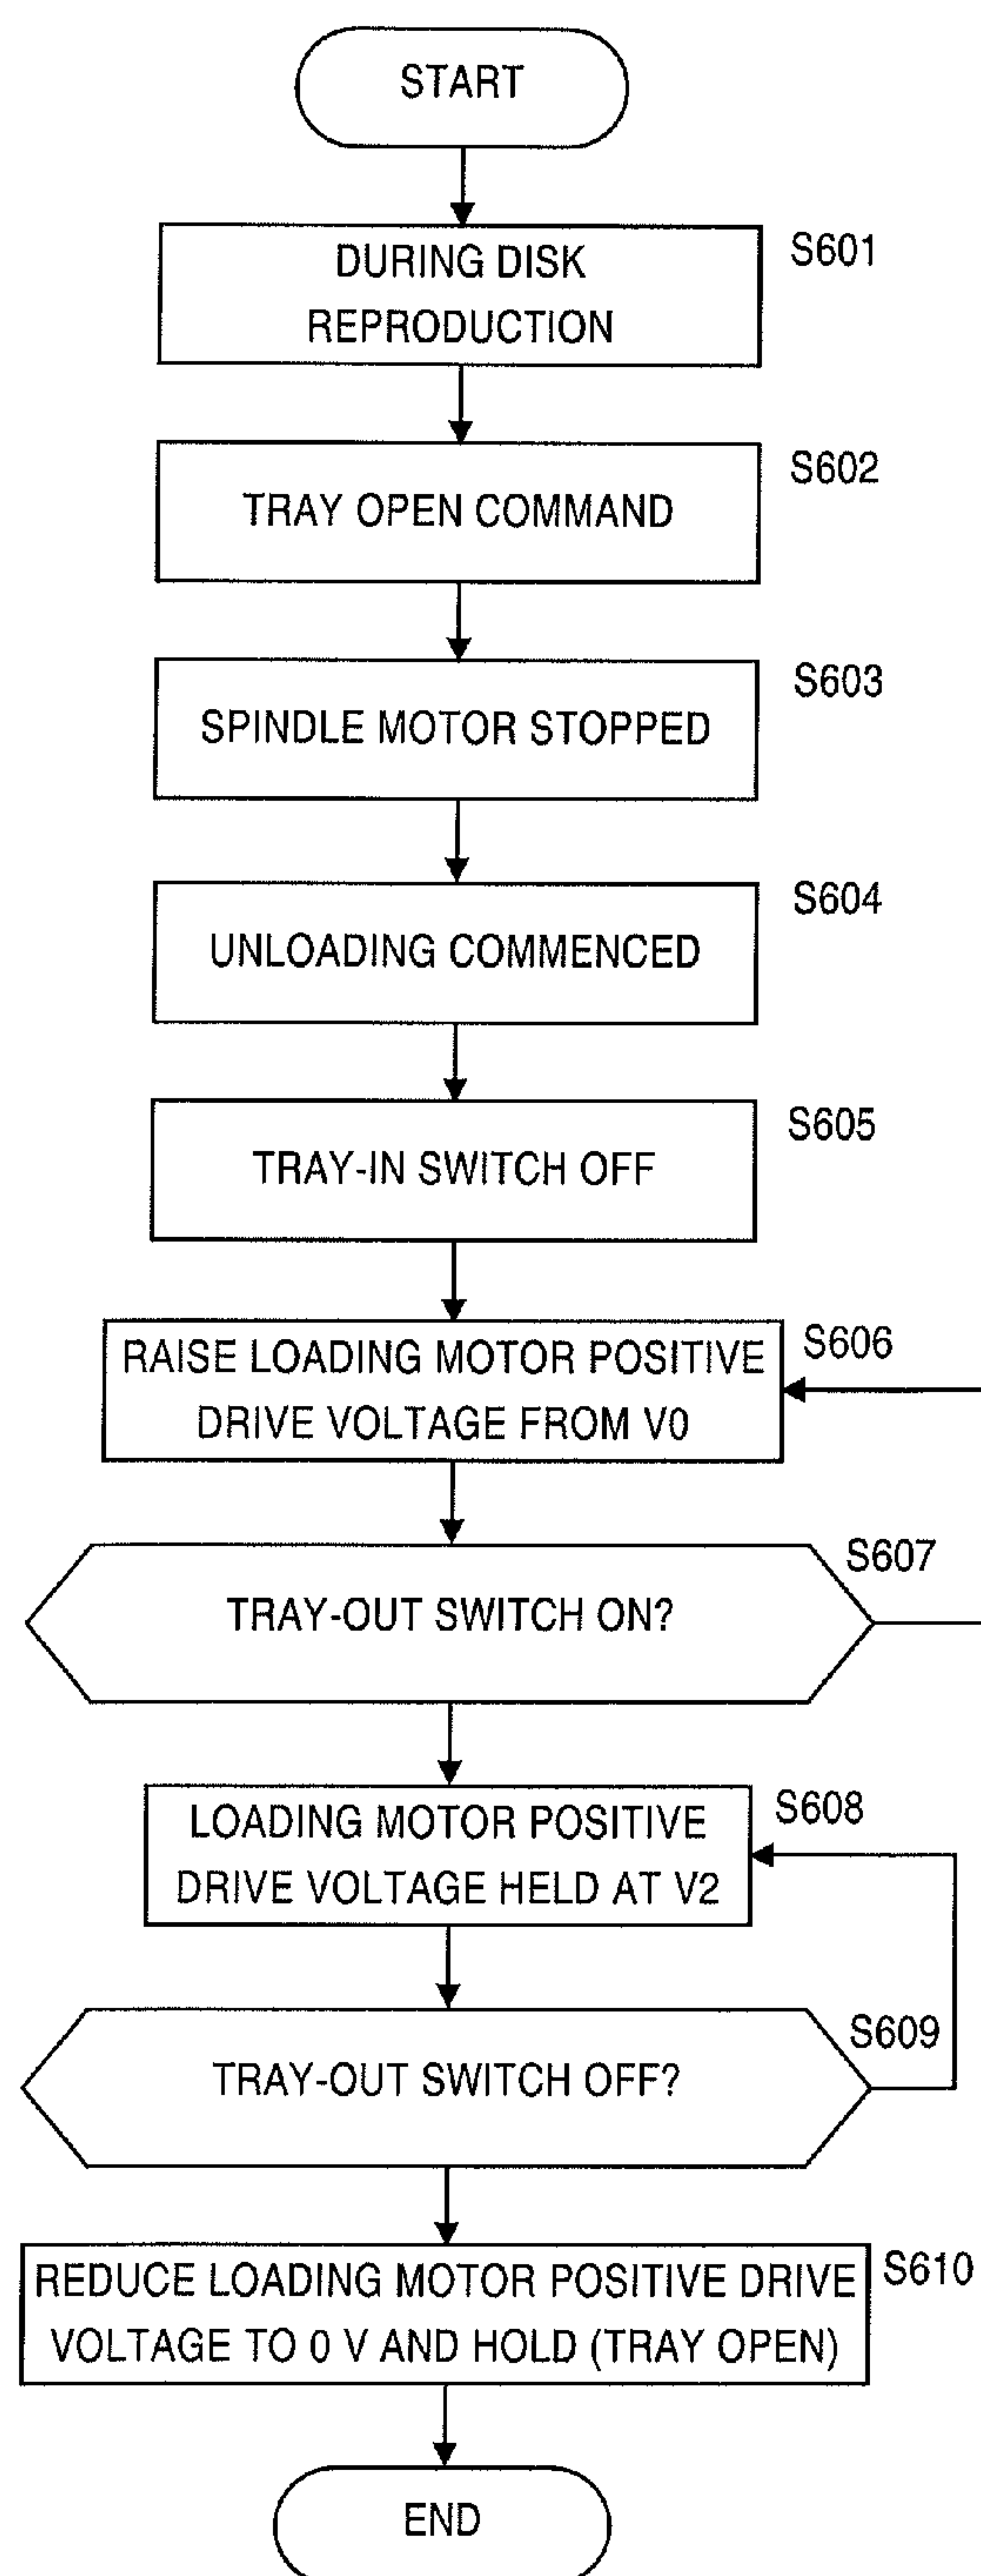 START
S601
DURING DISK
REPRODUCTION
S602
TRAY OPEN COMMAND
S603
SPINDLE MOTOR STOPPED
S604
UNLOADING COMMENCED
S605
TRAY-IN SWITCH OFF
S606
RAISE LOADING MOTOR POSITIVE
DRIVE VOLTAGE FROM V0
S607
TRAY-OUT SWITCH ON?
S608
LOADING MOTOR POSITIVE
DRIVE VOLTAGE HELD AT V2
S609
TRAY-OUT SWITCH OFF?
S610
REDUCE LOADING MOTOR POSITIVE DRIVE
VOLTAGE TO 0 V AND HOLD (TRAY OPEN)
END